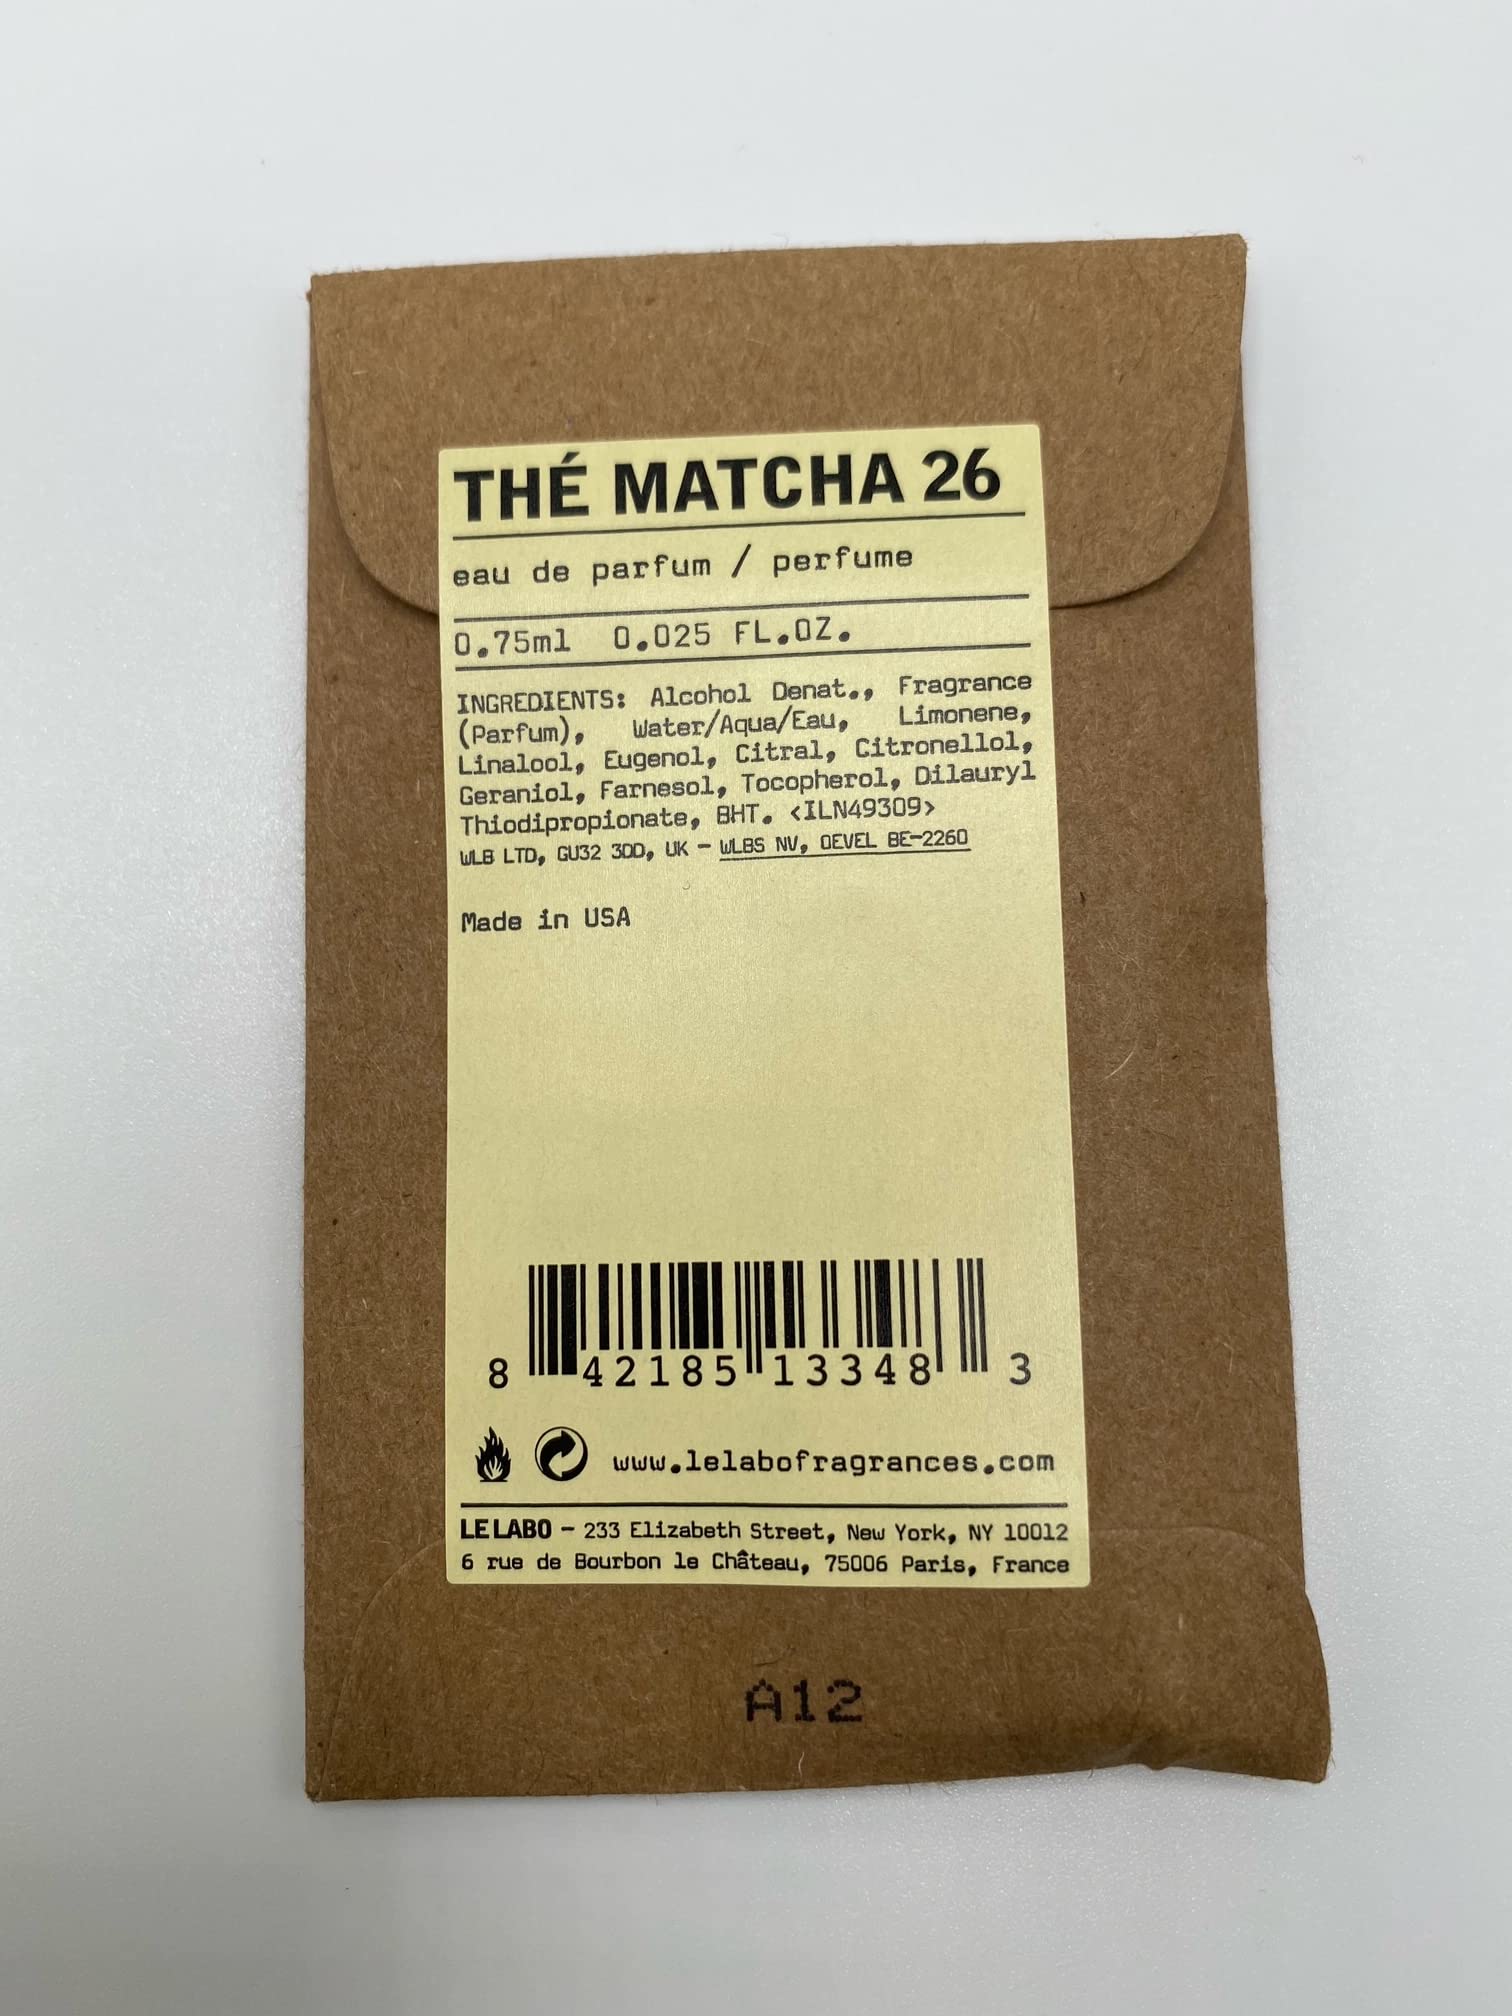 THÉ MATCHA 26
eau de parfum / perfume
0.75ml 0.025 FL.OZ.
INGREDIENTS: Alcohol Denat., Fragrance
(Parfum), Water/Aqua/Eau, Limonene,
Linalool, Eugenol, Citral, Citronellol,
Geraniol, Farnesol, Tocopherol, Dilauryl
Thiodipropionate, BHT. <ILN49309>
WLB LTD, GU32 3DD, UK - WLBS NV, OEVEL BE-2260
Made in USA
8 42185 13348 3
www.lelabofragrances.com
LE LABO - 233 Elizabeth Street, New York, NY 10012
6 rue de Bourbon le Château, 75006 Paris, France
A12